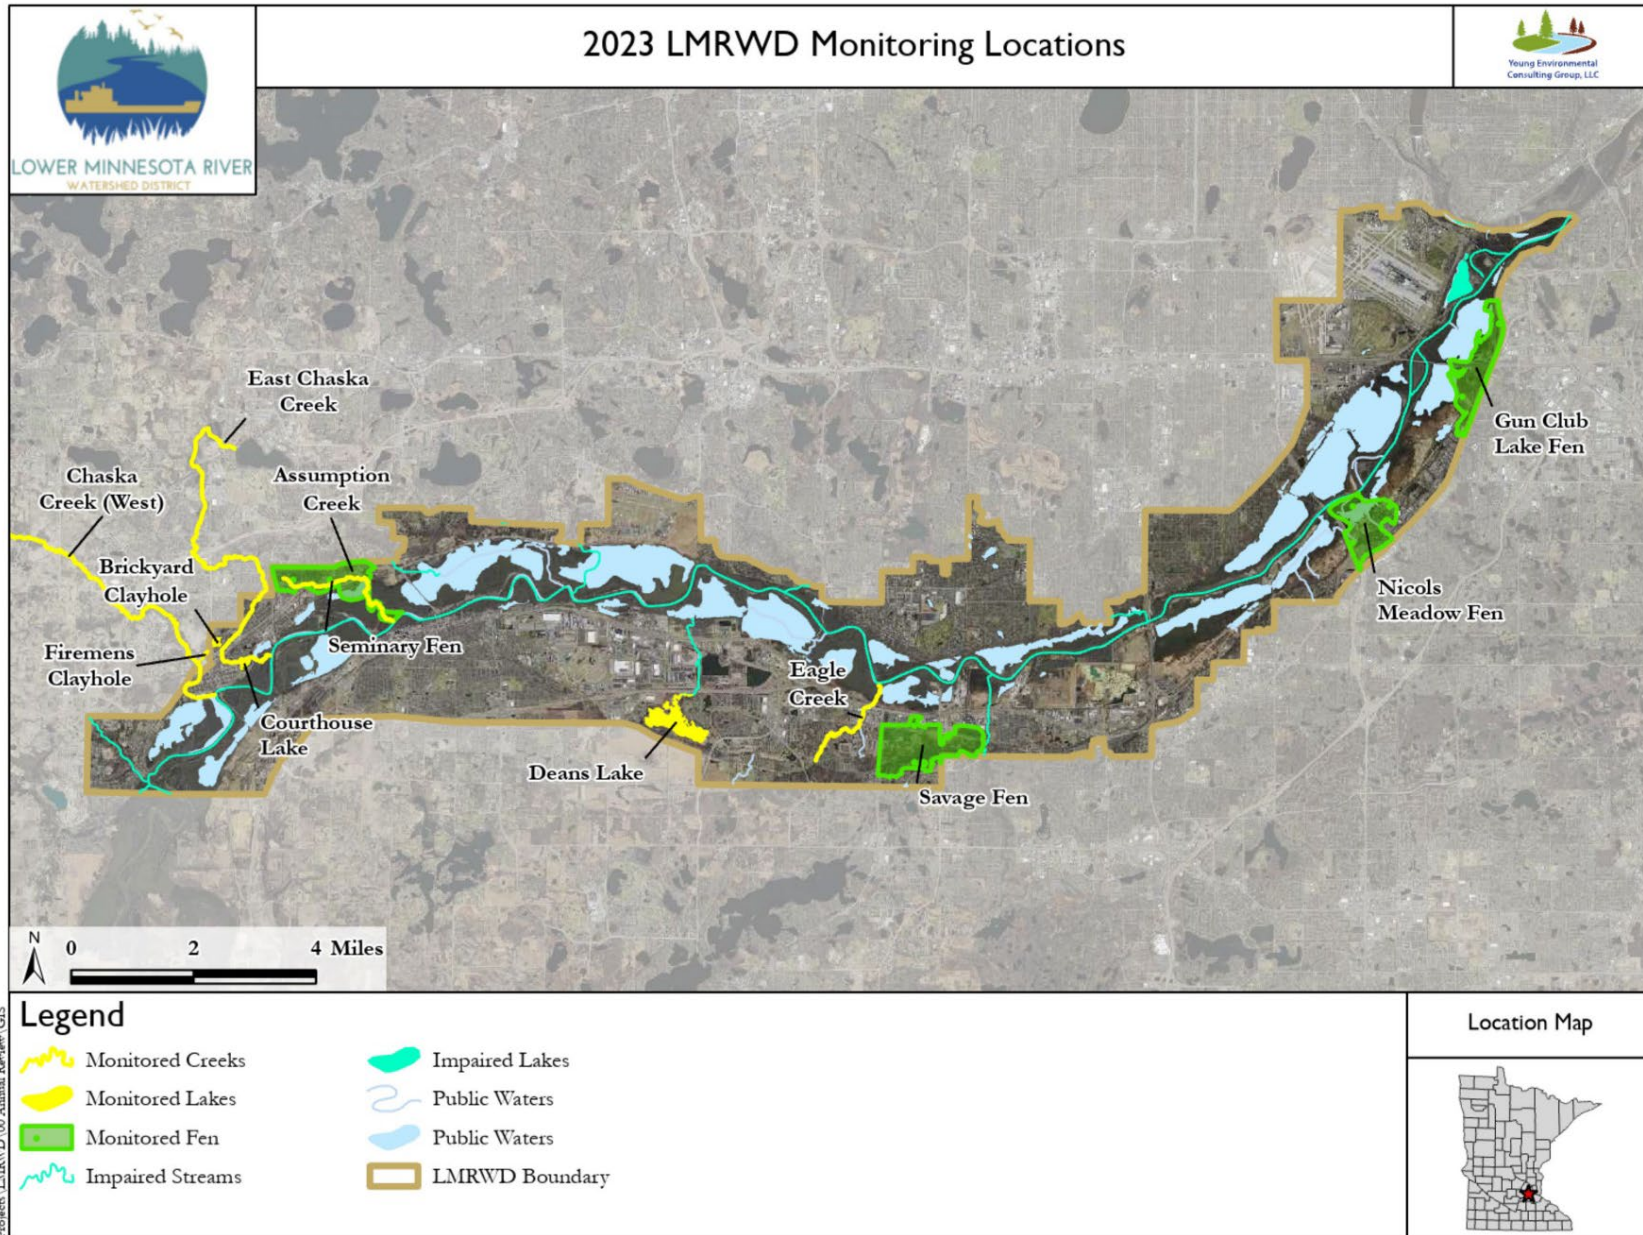 2023 LMRWD Monitoring Locations
LOWER MINNESOTA RIVER
WATERSHED DISTRICT
Young Environmental
Consulting Group, LLC
East Chaska
Creek
Chaska
Creek (West)
Assumption
Creek
Brickyard
Clayhole
Firemens
Clayhole
Seminary Fen
Courthouse
Lake
Deans Lake
Eagle
Creek
Savage Fen
Gun Club
Lake Fen
Nicols
Meadow Fen
N
0 2 4 Miles
Legend
Monitored Creeks
Monitored Lakes
Monitored Fen
Impaired Streams
Impaired Lakes
Public Waters
Public Waters
LMRWD Boundary
Location Map